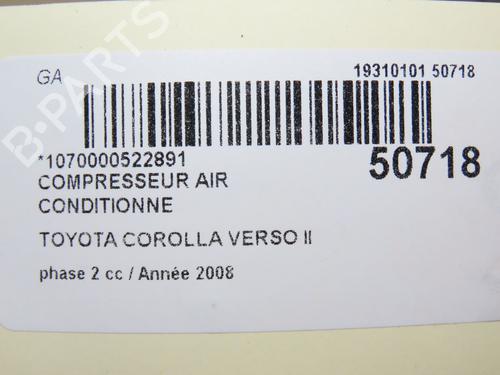 B-PARTS
GA
19310101 50718
*1070000522891
50718
COMPRESSEUR AIR
CONDITIONNE
TOYOTA COROLLA VERSO II
phase 2 cc / Année 2008